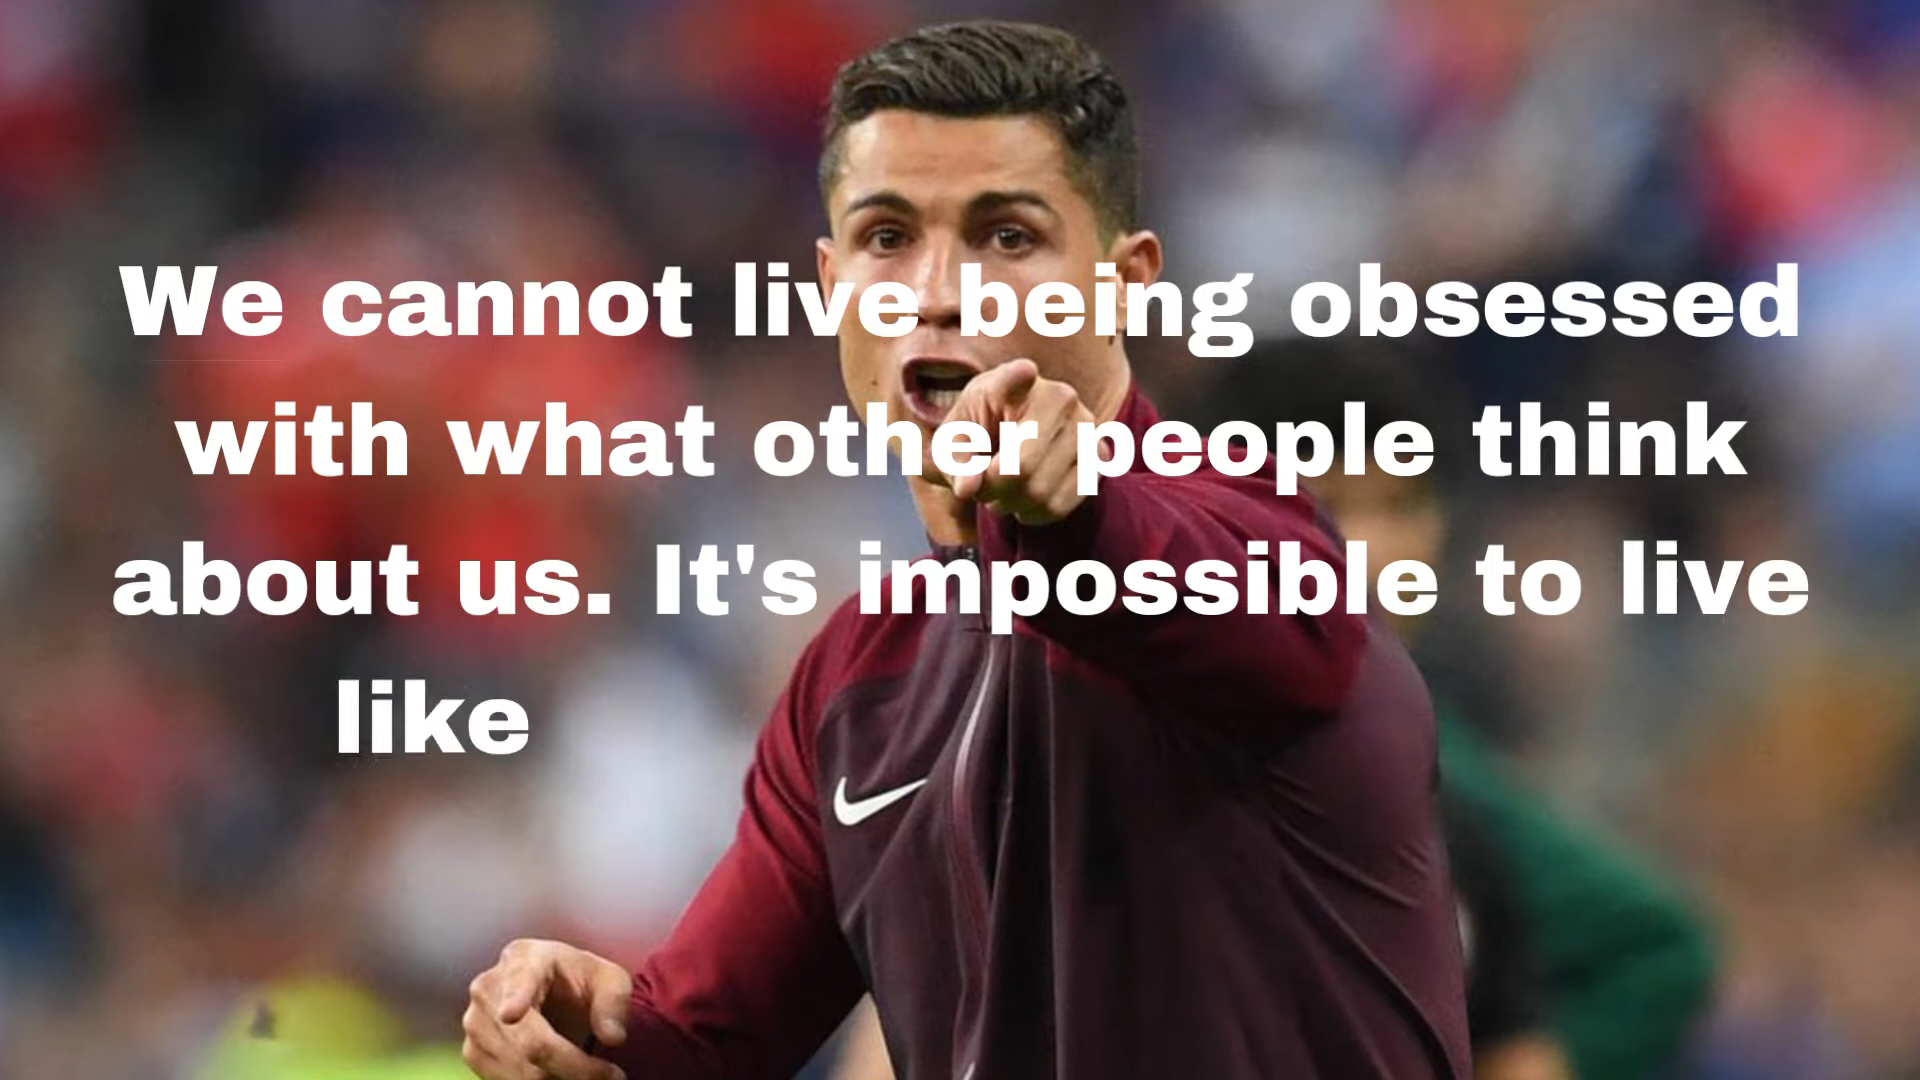 We cannot live being obsessed
with what other people think
about us. It's impossible to live
like